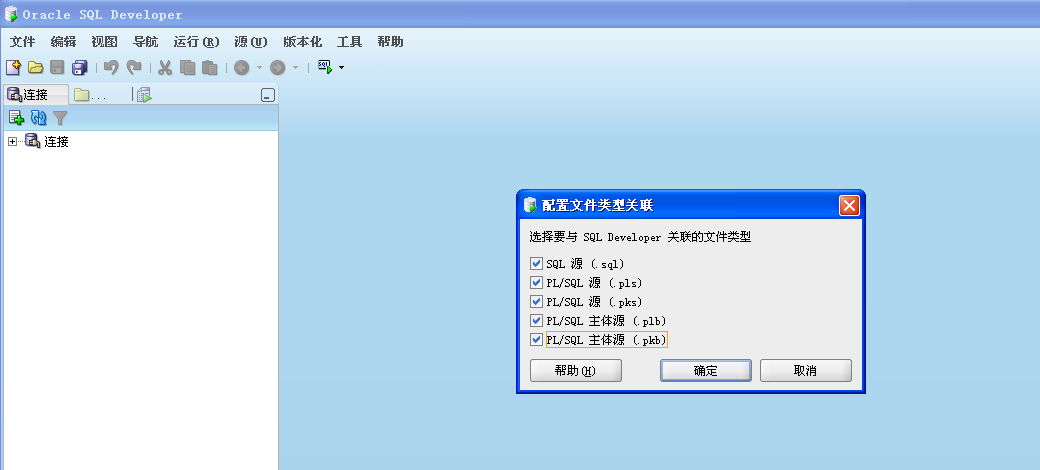 Oracle SQL Developer
文件 编辑 视图 导航 运行(R) 源(U) 版本化 工具 帮助
连接 ...
连接
配置文件类型关联
选择要与 SQL Developer 关联的文件类型
SQL 源 (.sql)
PL/SQL 源 (.pls)
PL/SQL 源 (.pks)
PL/SQL 主体源 (.plb)
PL/SQL 主体源 (.pkb)
帮助(H) 确定 取消